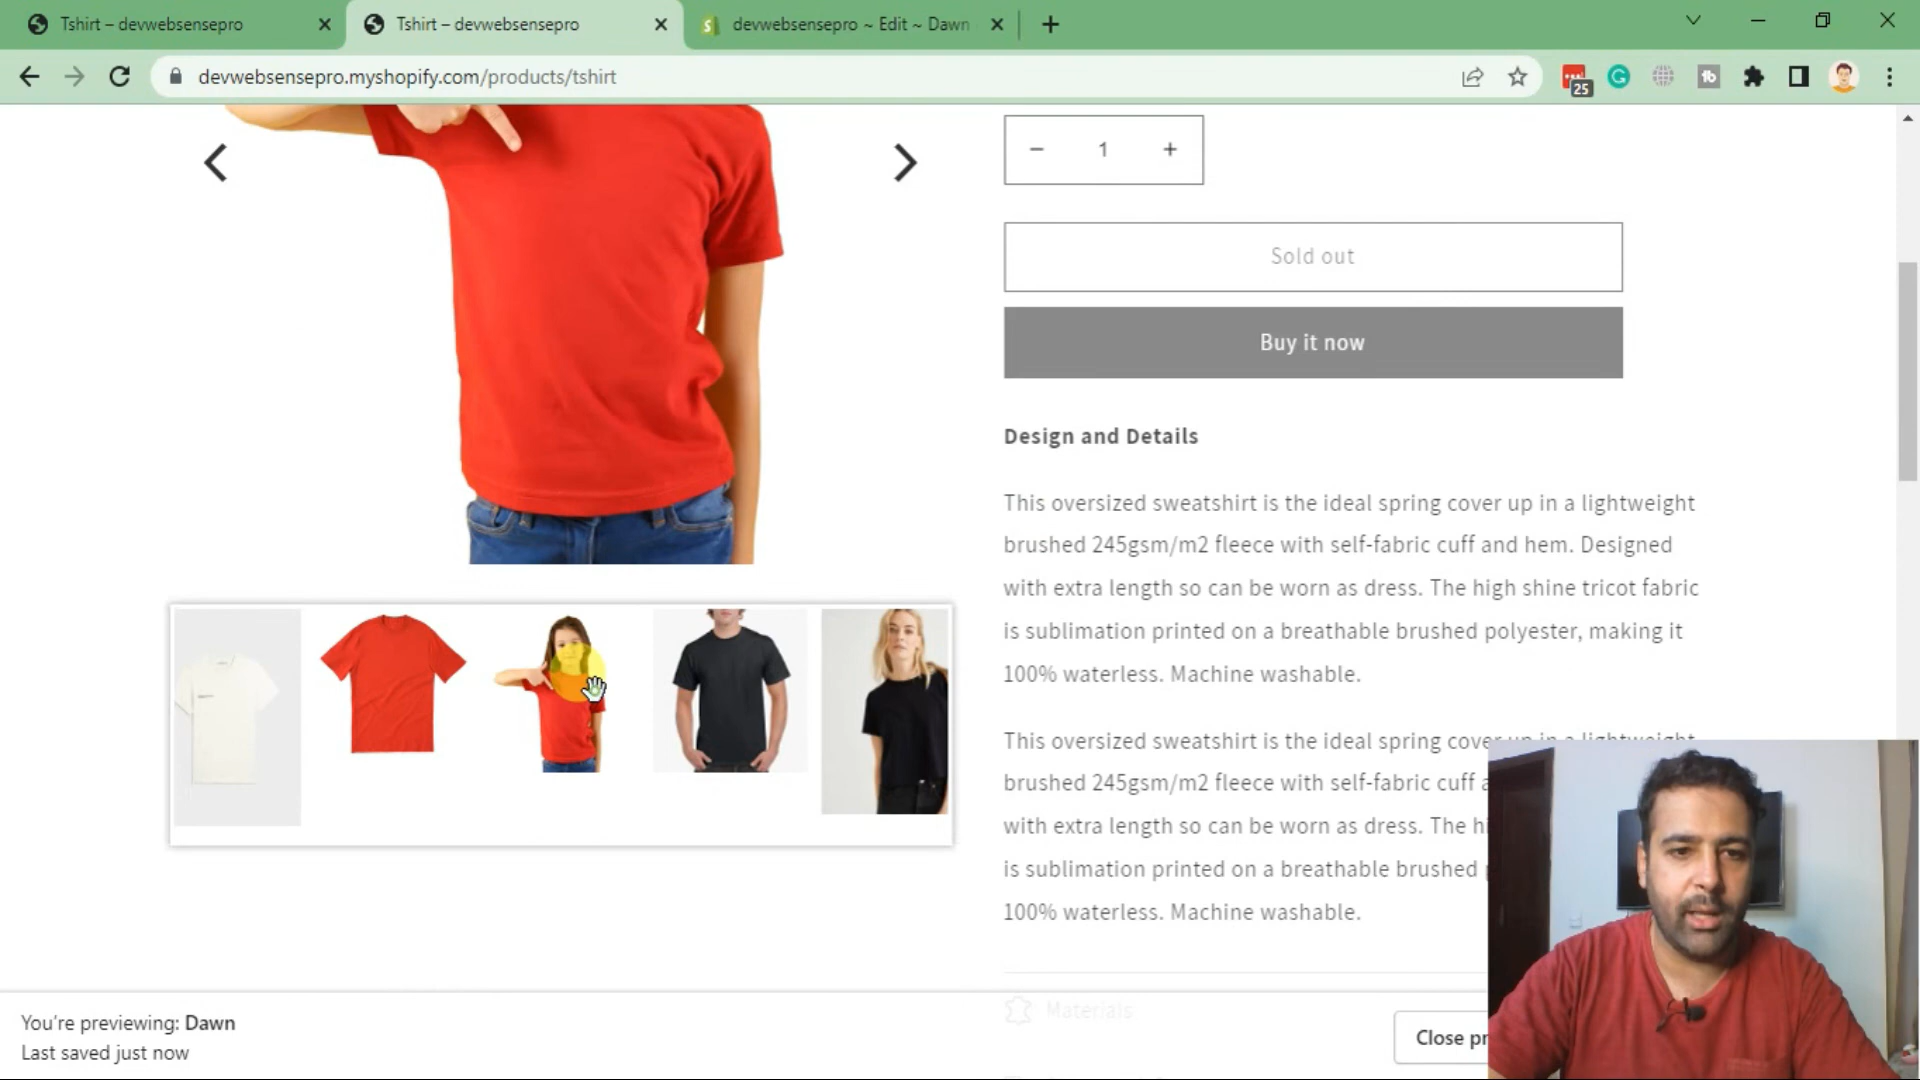 Tshirt – devwebsensepro
Tshirt – devwebsensepro
devwebsensepro ~ Edit ~ Dawn
devwebsensepro.myshopify.com/products/tshirt
25
1
Sold out
Buy it now
Design and Details
This oversized sweatshirt is the ideal spring cover up in a lightweight
brushed 245gsm/m2 fleece with self-fabric cuff and hem. Designed
with extra length so can be worn as dress. The high shine tricot fabric
is sublimation printed on a breathable brushed polyester, making it
100% waterless. Machine washable.
This oversized sweatshirt is the ideal spring cover up in a lightweight
brushed 245gsm/m2 fleece with self-fabric cuff
with extra length so can be worn as dress. The
is sublimation printed on a breathable brushed
100% waterless. Machine washable.
Materials
You're previewing: Dawn
Last saved just now
Close